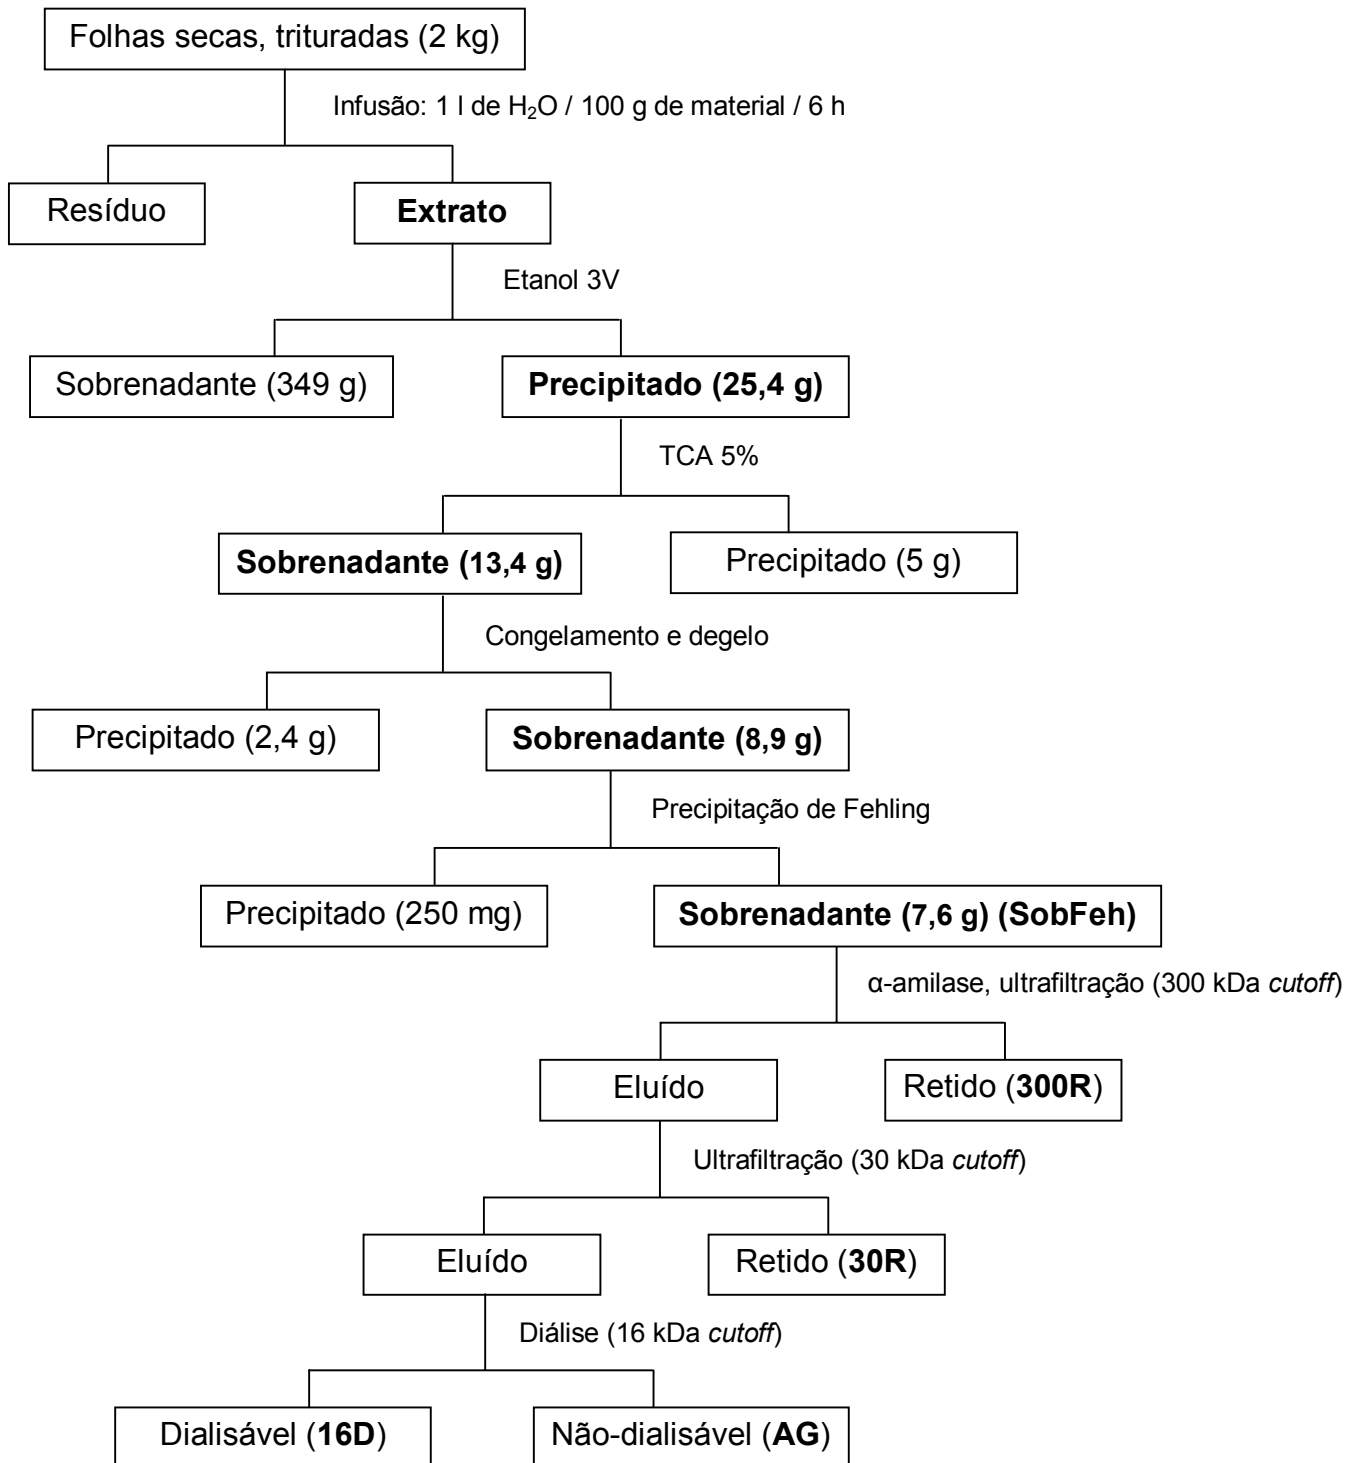 Folhas secas, trituradas (2 kg)
Infusão: 1 l de H₂O / 100 g de material / 6 h
Resíduo
Extrato
Etanol 3V
Sobrenadante (349 g)
Precipitado (25,4 g)
TCA 5%
Sobrenadante (13,4 g)
Precipitado (5 g)
Congelamento e degelo
Precipitado (2,4 g)
Sobrenadante (8,9 g)
Precipitação de Fehling
Precipitado (250 mg)
Sobrenadante (7,6 g) (SobFeh)
α-amilase, ultrafiltração (300 kDa cutoff)
Eluído
Retido (300R)
Ultrafiltração (30 kDa cutoff)
Eluído
Retido (30R)
Diálise (16 kDa cutoff)
Dialisável (16D)
Não-dialisável (AG)